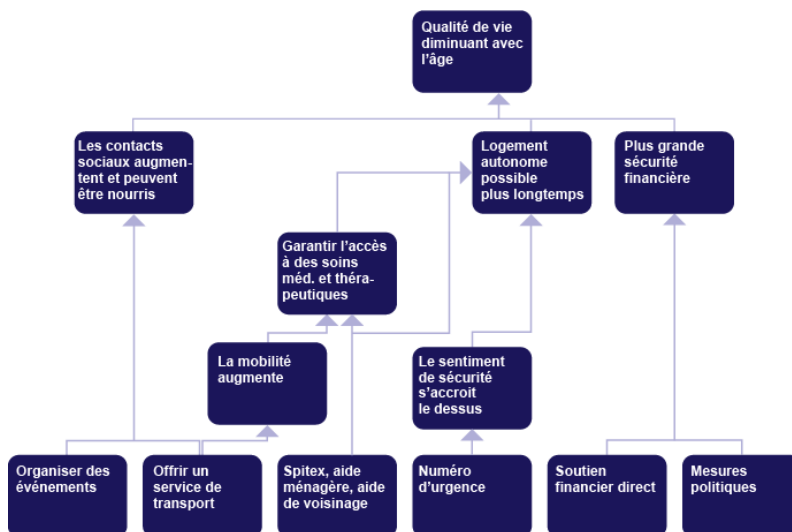 Qualité de vie
diminuant avec
l'âge
Les contacts
sociaux augmen-
tent et peuvent
être nourris
Logement
autonome
possible
plus longtemps
Plus grande
sécurité
financière
Garantir l'accès
à des soins
méd. et théra-
peutiques
La mobilité
augmente
Le sentiment
de sécurité
s'accroit
le dessus
Organiser des
événements
Offrir un
service de
transport
Spitex, aide
ménagère, aide
de voisinage
Numéro
d'urgence
Soutien
financier direct
Mesures
politiques